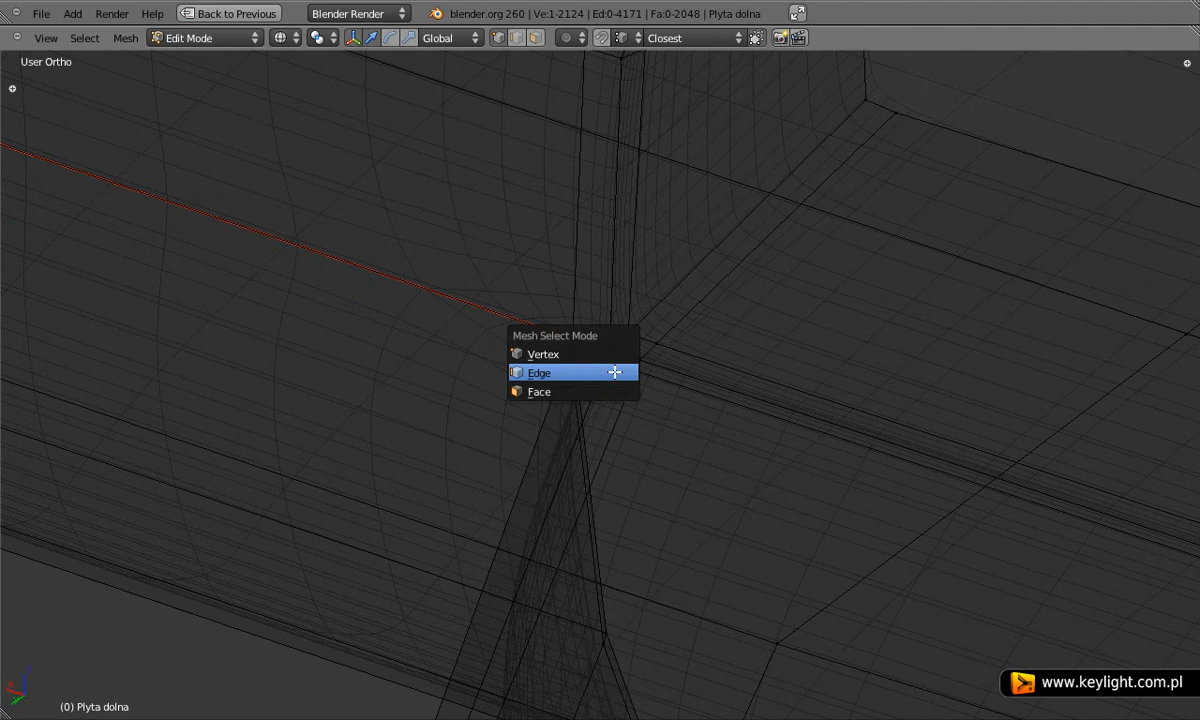 File Add Render Help Back to Previous Blender Render blender.org 260 | Ve:1-2124 | Ed:0-4171 | Fa:0-2048 | Plyta dolna
View Select Mesh Edit Mode Global Closest
User Ortho
Mesh Select Mode
Vertex
Edge
Face
www.keylight.com.pl
(0) Plyta dolna